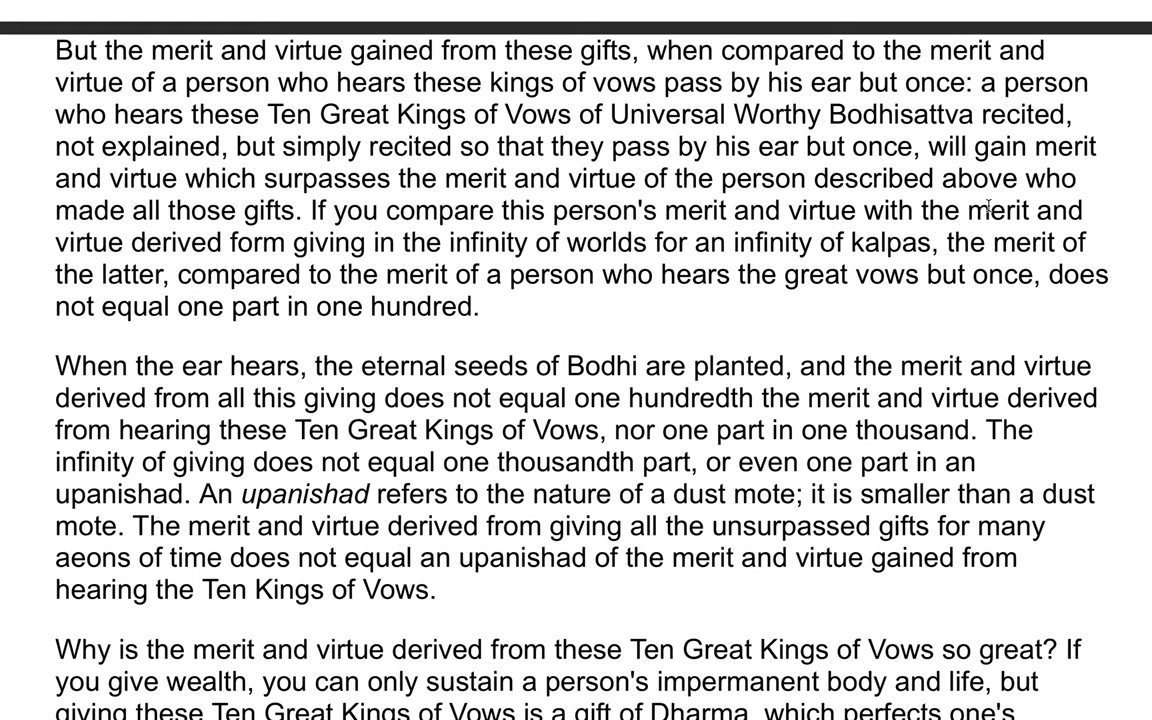 But the merit and virtue gained from these gifts, when compared to the merit and
virtue of a person who hears these kings of vows pass by his ear but once: a person
who hears these Ten Great Kings of Vows of Universal Worthy Bodhisattva recited,
not explained, but simply recited so that they pass by his ear but once, will gain merit
and virtue which surpasses the merit and virtue of the person described above who
made all those gifts. If you compare this person's merit and virtue with the merit and
virtue derived form giving in the infinity of worlds for an infinity of kalpas, the merit of
the latter, compared to the merit of a person who hears the great vows but once, does
not equal one part in one hundred.
When the ear hears, the eternal seeds of Bodhi are planted, and the merit and virtue
derived from all this giving does not equal one hundredth the merit and virtue derived
from hearing these Ten Great Kings of Vows, nor one part in one thousand. The
infinity of giving does not equal one thousandth part, or even one part in an
upanishad. An upanishad refers to the nature of a dust mote; it is smaller than a dust
mote. The merit and virtue derived from giving all the unsurpassed gifts for many
aeons of time does not equal an upanishad of the merit and virtue gained from
hearing the Ten Kings of Vows.
Why is the merit and virtue derived from these Ten Great Kings of Vows so great? If
you give wealth, you can only sustain a person's impermanent body and life, but
giving these Ten Great Kings of Vows is a gift of Dharma, which perfects one's